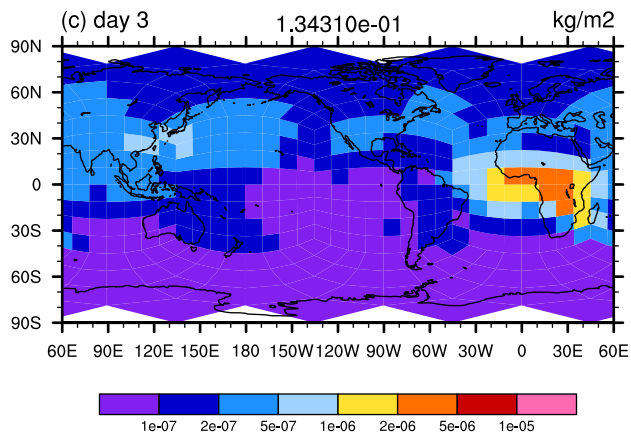 (c) day 3 1.34310e-01 kg/m2
90N
60N
30N
0
30S
60S
90S
60E 90E 120E 150E 180 150W 120W 90W 60W 30W 0 30E 60E
1e-07 2e-07 5e-07 1e-06 2e-06 5e-06 1e-05